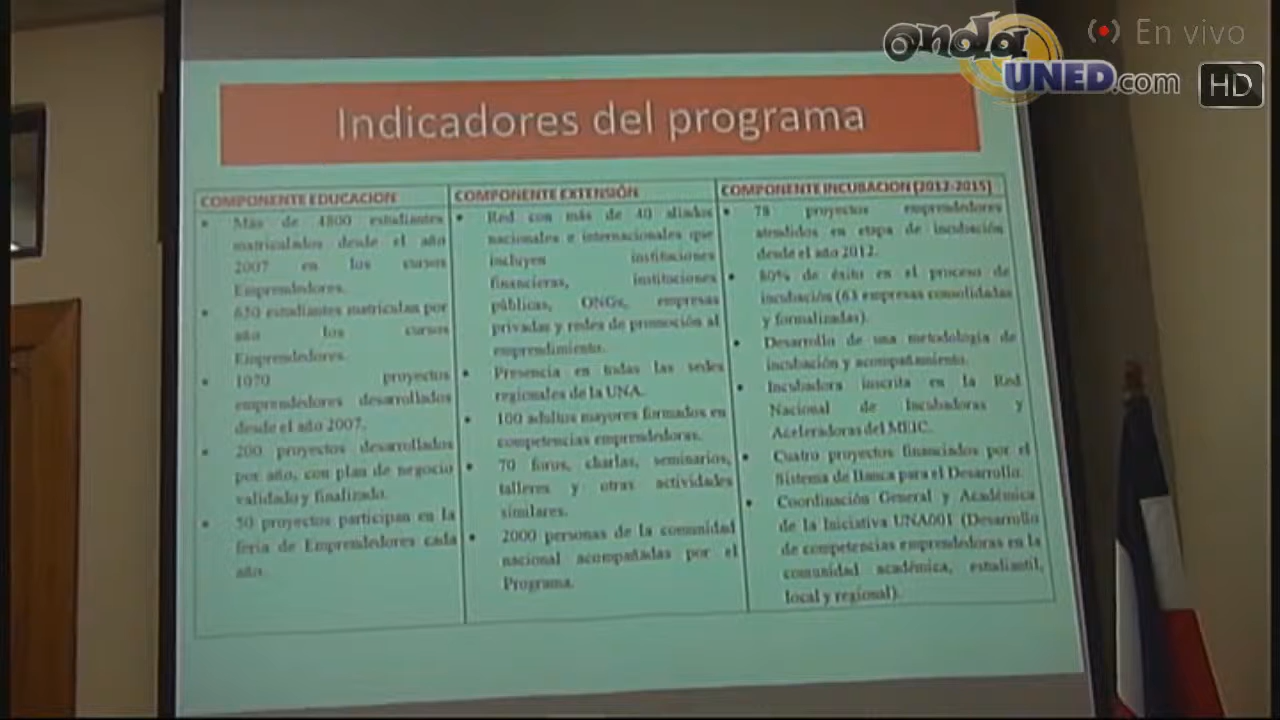 onda UNED.com
En vivo
HD
Indicadores del programa
COMPONENTE EDUCACION
Más de 4800 estudiantes
matriculados desde el año
2007 en los cursos
Emprendedores.
650 estudiantes matriculan por
año los cursos
Emprendedores.
1070 proyectos
emprendedores desarrollados
desde el año 2007.
200 proyectos desarrollados
por año, con plan de negocio
validado y finalizado.
50 proyectos participan en la
feria de Emprendedores cada
año.
COMPONENTE EXTENSIÓN
Red con más de 40 aliados
nacionales e internacionales que
incluyen instituciones
financieras, instituciones
públicas, ONGs, empresas
privadas y redes de promoción al
emprendimiento.
Presencia en todas las sedes
regionales de la UNA.
100 adultos mayores formados en
competencias emprendedoras.
70 foros, charlas, seminarios,
talleres y otras actividades
similares.
2000 personas de la comunidad
nacional acompañadas por el
Programa.
COMPONENTE INCUBACION (2012-2015)
78 proyectos emprendedores
atendidos en etapa de incubación
desde el año 2012.
80% de éxito en el proceso de
incubación (63 empresas consolidadas
y formalizadas).
Desarrollo de una metodología de
incubación y acompañamiento.
Incubadora inscrita en la Red
Nacional de Incubadoras y
Aceleradoras del MEIC.
Cuatro proyectos financiados por el
Sistema de Banca para el Desarrollo.
Coordinación General y Académica
de la Iniciativa UNA001 (Desarrollo
de competencias emprendedoras en la
comunidad académica, estudiantil,
local y regional).